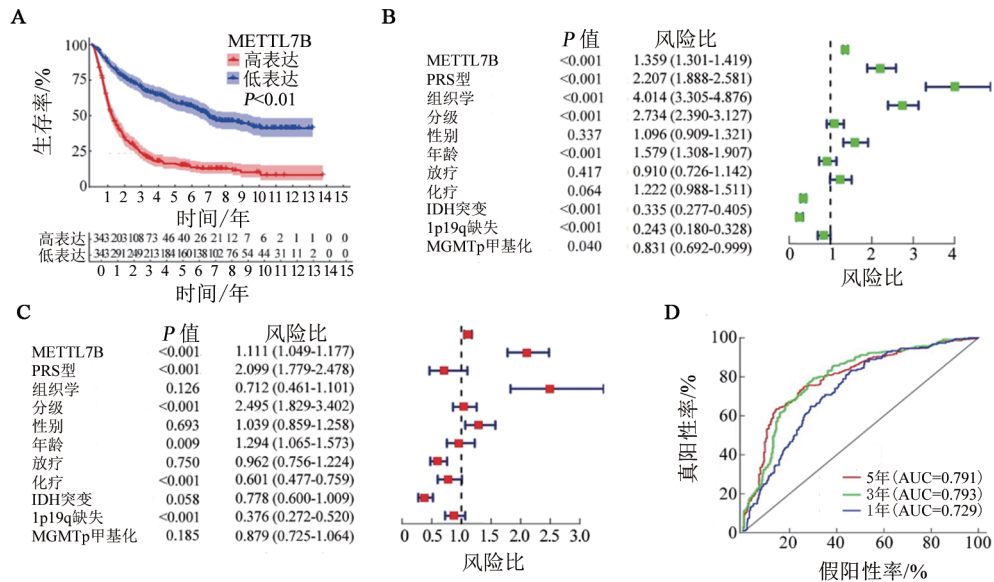 A
METTL7B
高表达
低表达
P<0.01
生存率/%
100
75
50
25
0
1 2 3 4 5 6 7 8 9 10 11 12 13 14 15
时间/年
高表达 343 203 108 73 46 40 26 21 12 7 6 2 1 1 0 0
低表达 343 291 249 213 184 160 138 102 76 54 44 31 11 2 0 0
0 1 2 3 4 5 6 7 8 9 10 11 12 13 14 15
时间/年
B
P 值 风险比
METTL7B <0.001 1.359 (1.301-1.419)
PRS型 <0.001 2.207 (1.888-2.581)
组织学 <0.001 4.014 (3.305-4.876)
分级 <0.001 2.734 (2.390-3.127)
性别 0.337 1.096 (0.909-1.321)
年龄 <0.001 1.579 (1.308-1.907)
放疗 0.417 0.910 (0.726-1.142)
化疗 0.064 1.222 (0.988-1.511)
IDH突变 <0.001 0.335 (0.277-0.405)
1p19q缺失 <0.001 0.243 (0.180-0.328)
MGMTp甲基化 0.040 0.831 (0.692-0.999)
0 1 2 3 4
风险比
C
P 值 风险比
METTL7B <0.001 1.111 (1.049-1.177)
PRS型 <0.001 2.099 (1.779-2.478)
组织学 0.126 0.712 (0.461-1.101)
分级 <0.001 2.495 (1.829-3.402)
性别 0.693 1.039 (0.859-1.258)
年龄 0.009 1.294 (1.065-1.573)
放疗 0.750 0.962 (0.756-1.224)
化疗 <0.001 0.601 (0.477-0.759)
IDH突变 0.058 0.778 (0.600-1.009)
1p19q缺失 <0.001 0.376 (0.272-0.520)
MGMTp甲基化 0.185 0.879 (0.725-1.064)
0 0.5 1.0 1.5 2.0 2.5 3.0
风险比
D
真阳性率/%
100
80
60
40
20
0
5年(AUC=0.791)
3年(AUC=0.793)
1年(AUC=0.729)
20 40 60 80 100
假阳性率/%